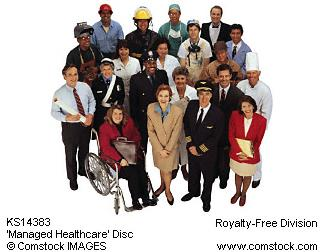 KS14383
'Managed Healthcare' Disc
© Comstock IMAGES
Royalty-Free Division
www.comstock.com